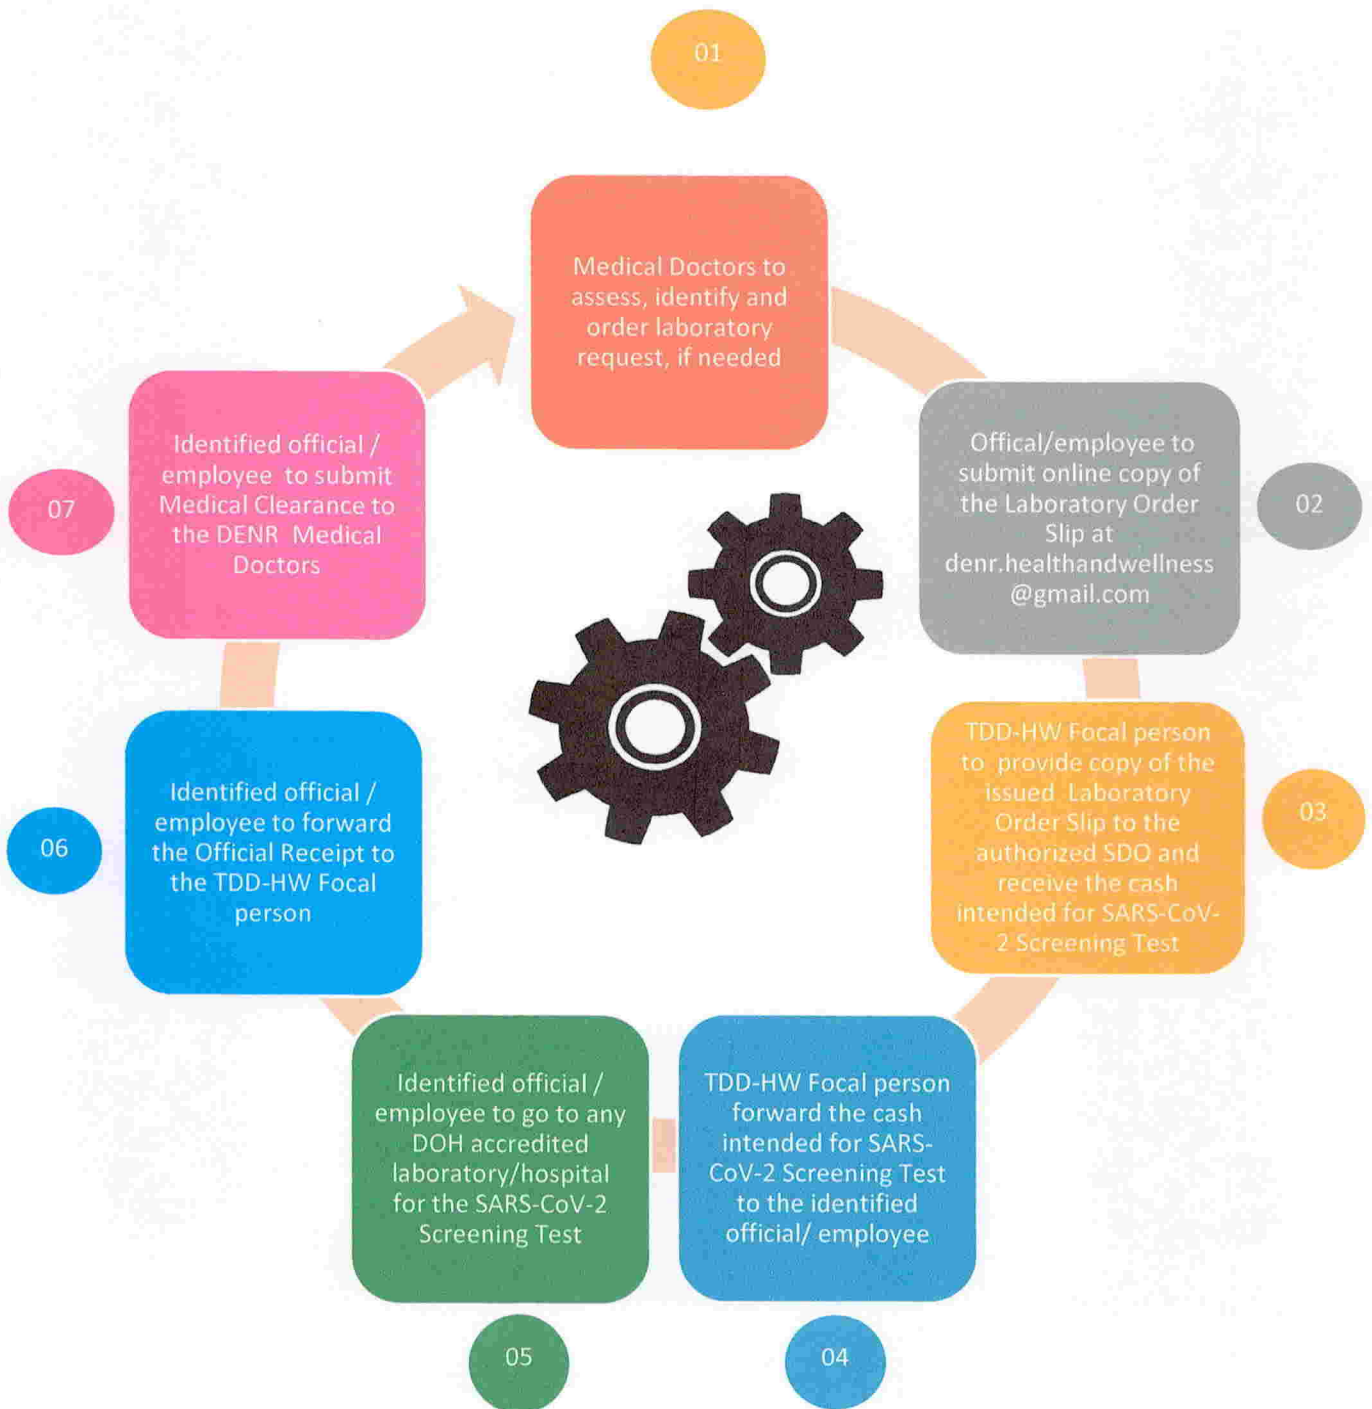 01
Medical Doctors to
assess, identify and
order laboratory
request, if needed
Offical/employee to
submit online copy of
the Laboratory Order
Slip at
denr.healthandwellness
@gmail.com
02
TDD-HW Focal person
to provide copy of the
issued Laboratory
Order Slip to the
authorized SDO and
receive the cash
intended for SARS-CoV-
2 Screening Test
03
TDD-HW Focal person
forward the cash
intended for SARS-
CoV-2 Screening Test
to the identified
official/ employee
04
Identified official /
employee to go to any
DOH accredited
laboratory/hospital
for the SARS-CoV-2
Screening Test
05
Identified official /
employee to forward
the Official Receipt to
the TDD-HW Focal
person
06
Identified official /
employee to submit
Medical Clearance to
the DENR Medical
Doctors
07